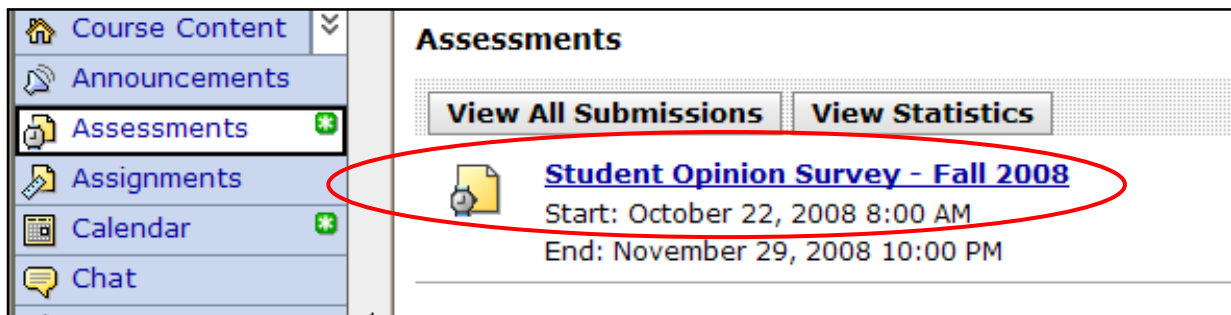 Course Content
Announcements
Assessments
Assignments
Calendar
Chat
Assessments
View All Submissions View Statistics
Student Opinion Survey - Fall 2008
Start: October 22, 2008 8:00 AM
End: November 29, 2008 10:00 PM